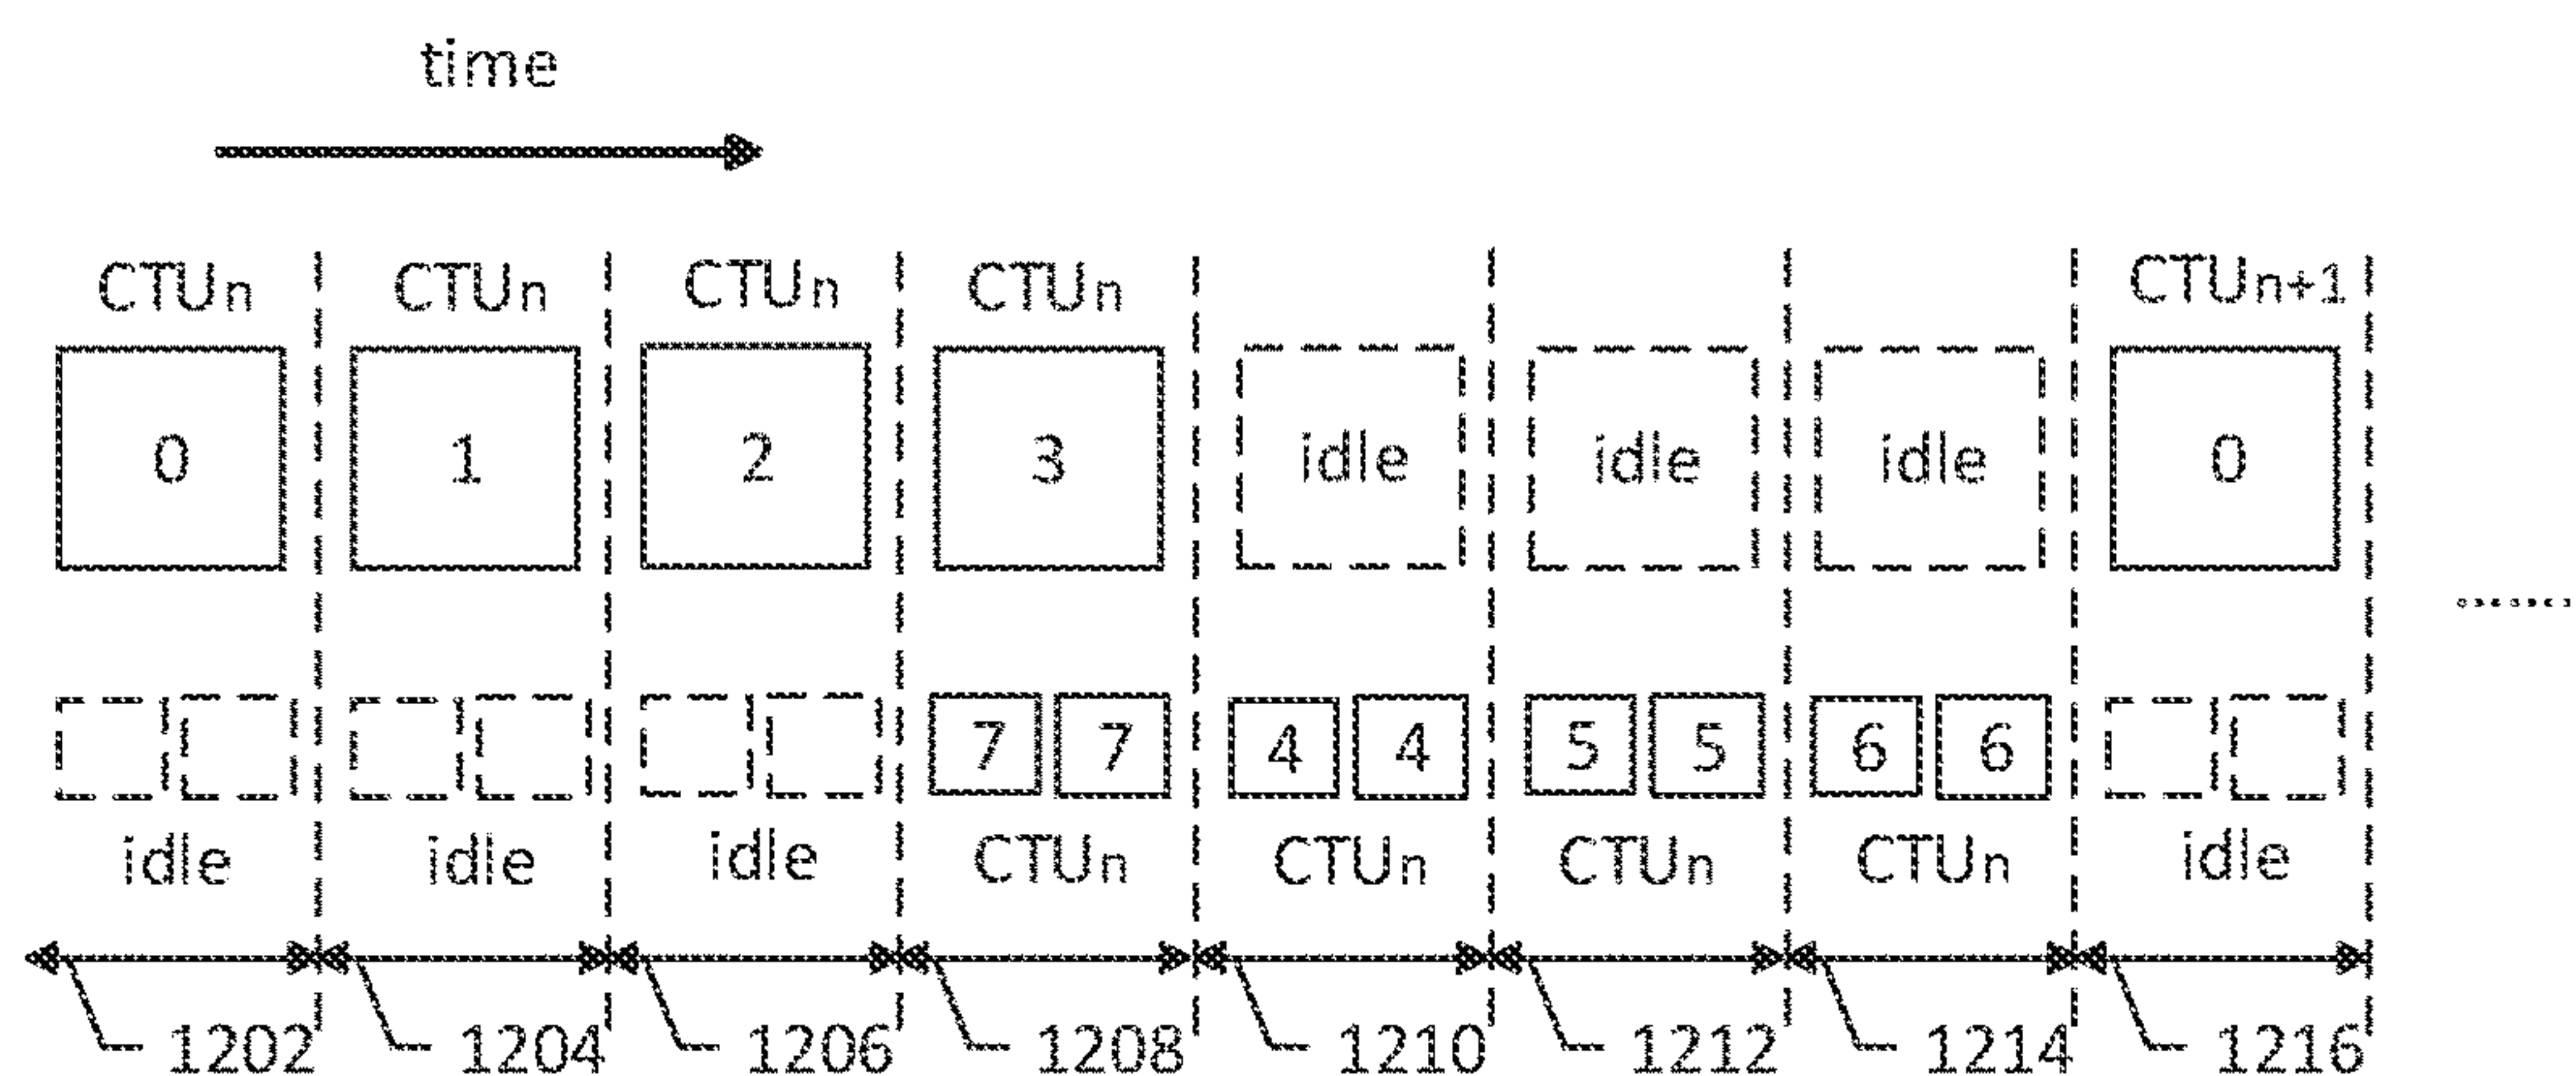 time
CTUn CTUn CTUn CTUn CTUn+1
0 1 2 3 idle idle idle 0
7 7 4 4 5 5 6 6
idle idle idle CTUn CTUn CTUn CTUn idle
1202 1204 1206 1208 1210 1212 1214 1216